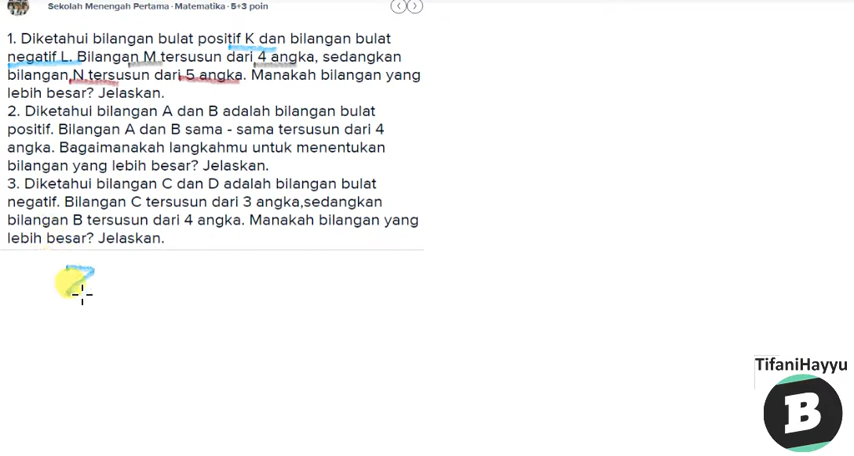 Sekolah Menengah Pertama · Matematika · 5+3 poin
1. Diketahui bilangan bulat positif K dan bilangan bulat
negatif L. Bilangan M tersusun dari 4 angka, sedangkan
bilangan N tersusun dari 5 angka. Manakah bilangan yang
lebih besar? Jelaskan.
2. Diketahui bilangan A dan B adalah bilangan bulat
positif. Bilangan A dan B sama - sama tersusun dari 4
angka. Bagaimanakah langkahmu untuk menentukan
bilangan yang lebih besar? Jelaskan.
3. Diketahui bilangan C dan D adalah bilangan bulat
negatif. Bilangan C tersusun dari 3 angka,sedangkan
bilangan B tersusun dari 4 angka. Manakah bilangan yang
lebih besar? Jelaskan.
TifaniHayyu
B